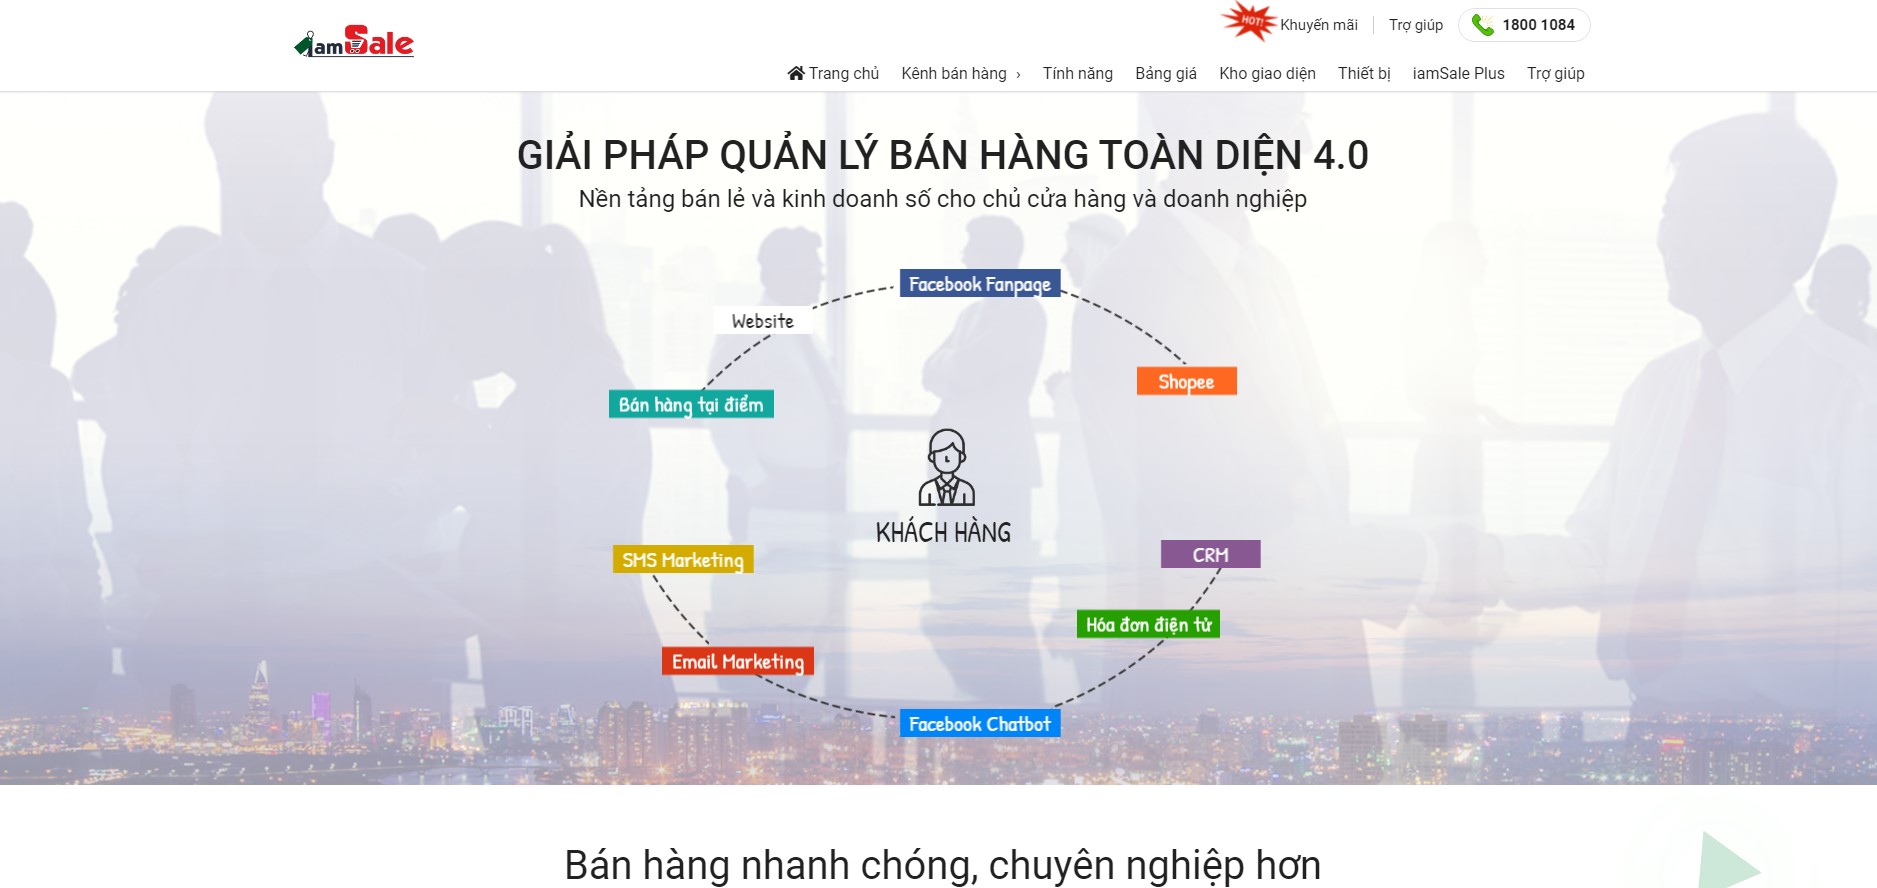 iamSale
HOT!
Khuyến mãi
Trợ giúp
1800 1084
Trang chủ
Kênh bán hàng ›
Tính năng
Bảng giá
Kho giao diện
Thiết bị
iamSale Plus
Trợ giúp
GIẢI PHÁP QUẢN LÝ BÁN HÀNG TOÀN DIỆN 4.0
Nền tảng bán lẻ và kinh doanh số cho chủ cửa hàng và doanh nghiệp
Facebook Fanpage
Website
Shopee
Bán hàng tại điểm
KHÁCH HÀNG
SMS Marketing
CRM
Hóa đơn điện tử
Email Marketing
Facebook Chatbot
Bán hàng nhanh chóng, chuyên nghiệp hơn